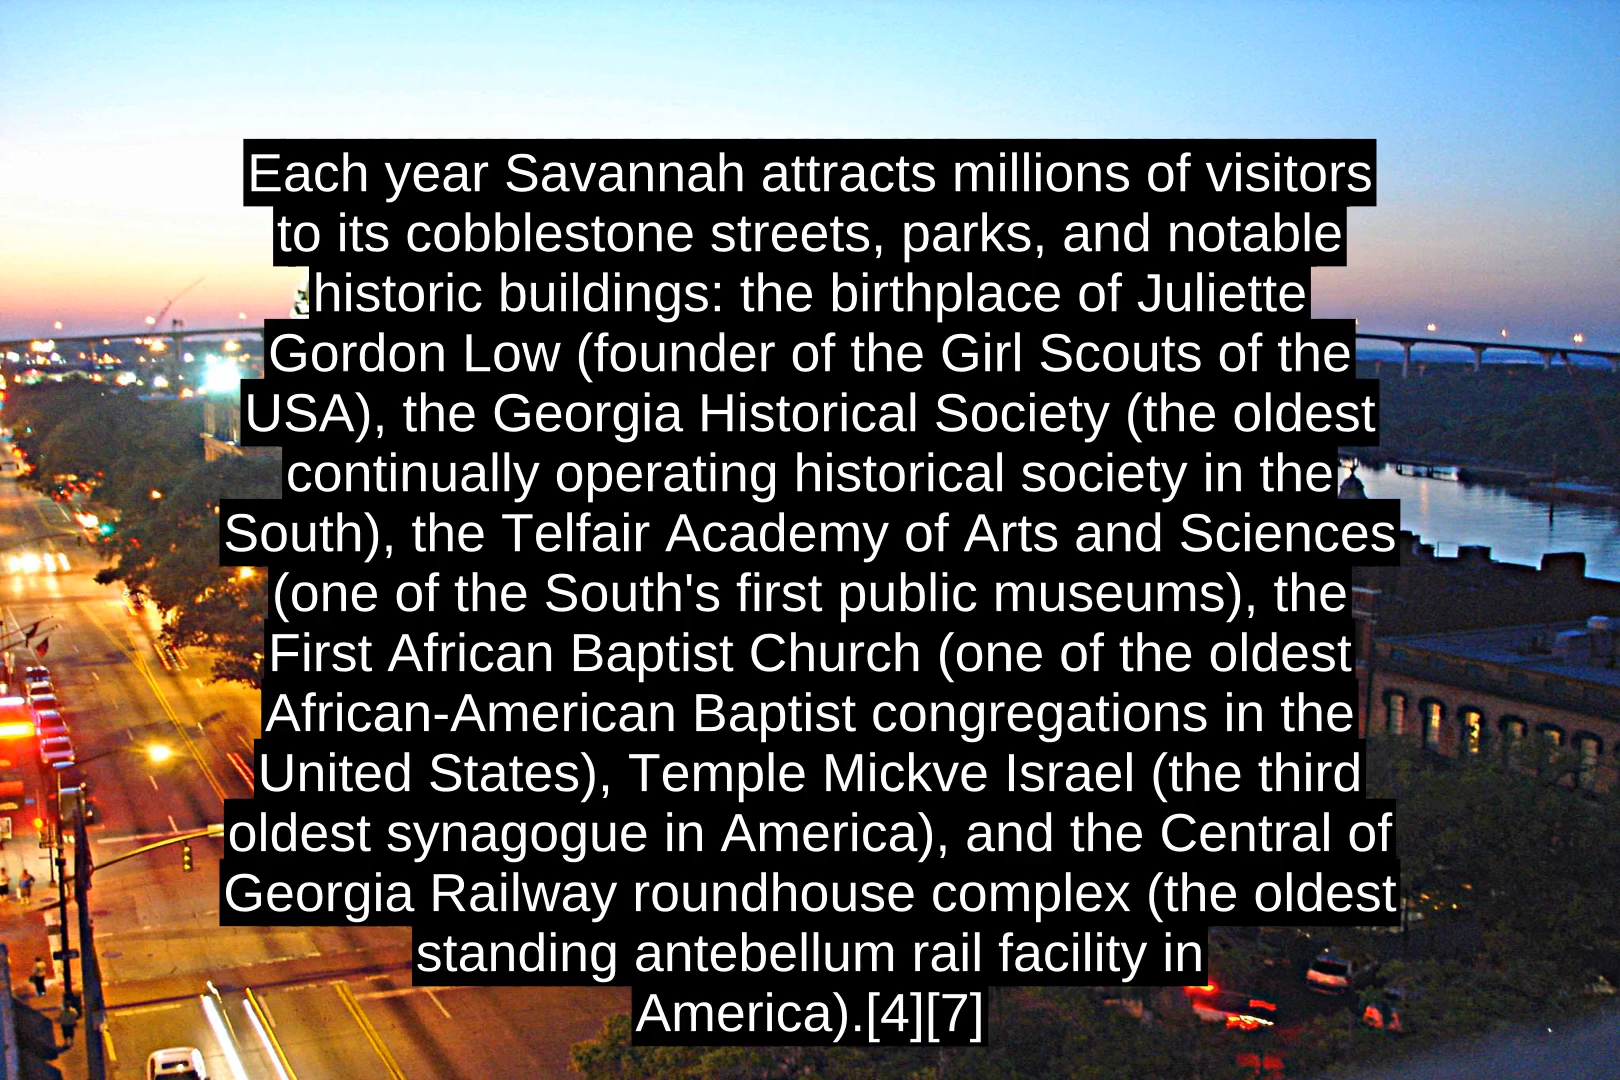 Each year Savannah attracts millions of visitors
to its cobblestone streets, parks, and notable
historic buildings: the birthplace of Juliette
Gordon Low (founder of the Girl Scouts of the
USA), the Georgia Historical Society (the oldest
continually operating historical society in the
South), the Telfair Academy of Arts and Sciences
(one of the South's first public museums), the
First African Baptist Church (one of the oldest
African-American Baptist congregations in the
United States), Temple Mickve Israel (the third
oldest synagogue in America), and the Central of
Georgia Railway roundhouse complex (the oldest
standing antebellum rail facility in
America).[4][7]